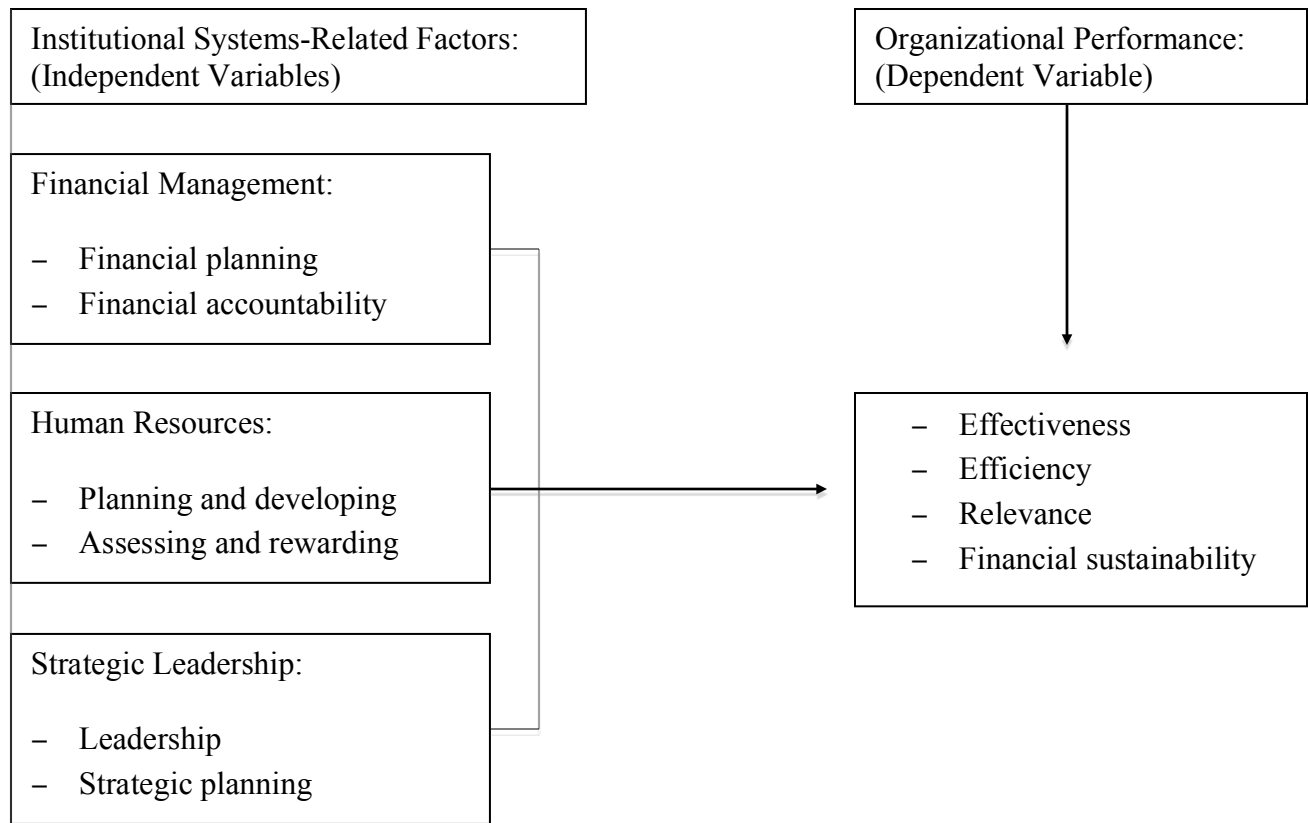 Institutional Systems-Related Factors:
(Independent Variables)
Organizational Performance:
(Dependent Variable)
Financial Management:
– Financial planning
– Financial accountability
Human Resources:
– Planning and developing
– Assessing and rewarding
– Effectiveness
– Efficiency
– Relevance
– Financial sustainability
Strategic Leadership:
– Leadership
– Strategic planning